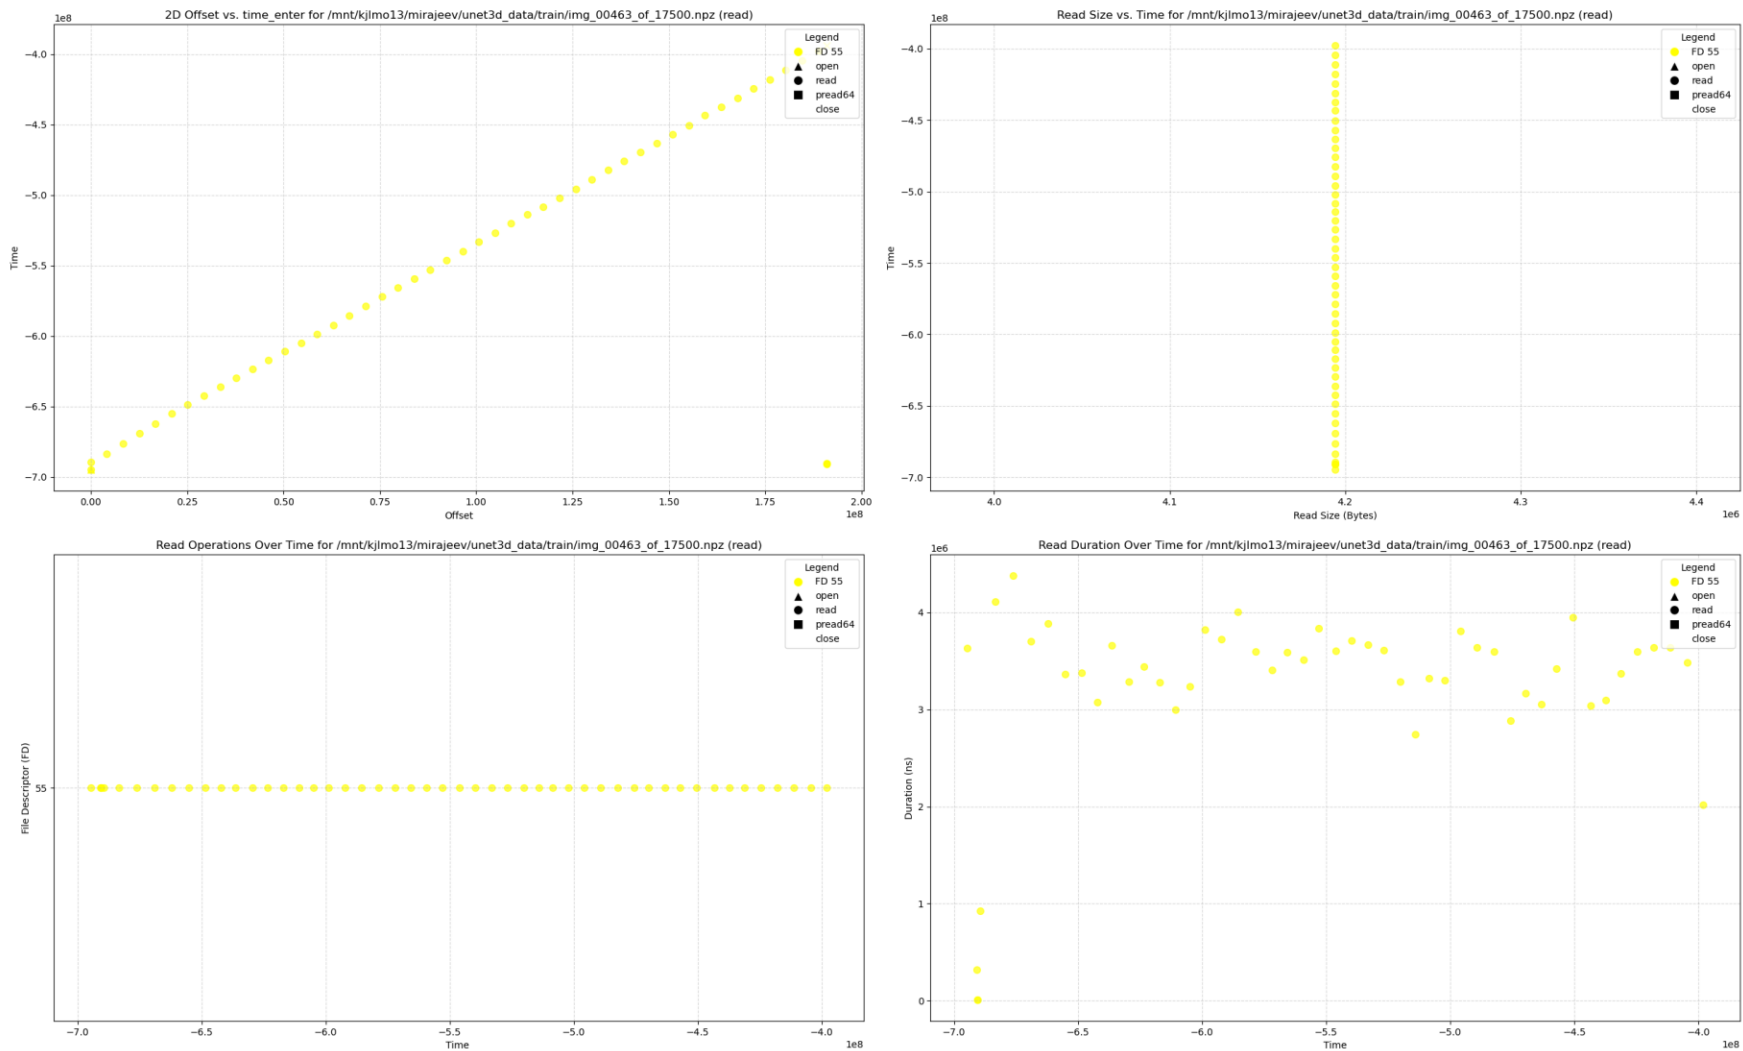 2D Offset vs. time_enter for /mnt/kjlmo13/mirajeev/unet3d_data/train/img_00463_of_17500.npz (read)
1e8
Legend
FD 55
open
read
pread64
close
−4.0
−4.5
−5.0
−5.5
−6.0
−6.5
−7.0
Time
0.00 0.25 0.50 0.75 1.00 1.25 1.50 1.75 2.00
1e8
Offset
Read Size vs. Time for /mnt/kjlmo13/mirajeev/unet3d_data/train/img_00463_of_17500.npz (read)
1e8
Legend
FD 55
open
read
pread64
close
−4.0
−4.5
−5.0
−5.5
−6.0
−6.5
−7.0
Time
4.0 4.1 4.2 4.3 4.4
1e6
Read Size (Bytes)
Read Operations Over Time for /mnt/kjlmo13/mirajeev/unet3d_data/train/img_00463_of_17500.npz (read)
Legend
FD 55
open
read
pread64
close
55
File Descriptor (FD)
−7.0 −6.5 −6.0 −5.5 −5.0 −4.5 −4.0
1e8
Time
Read Duration Over Time for /mnt/kjlmo13/mirajeev/unet3d_data/train/img_00463_of_17500.npz (read)
1e6
Legend
FD 55
open
read
pread64
close
4
3
2
1
0
Duration (ns)
−7.0 −6.5 −6.0 −5.5 −5.0 −4.5 −4.0
1e8
Time